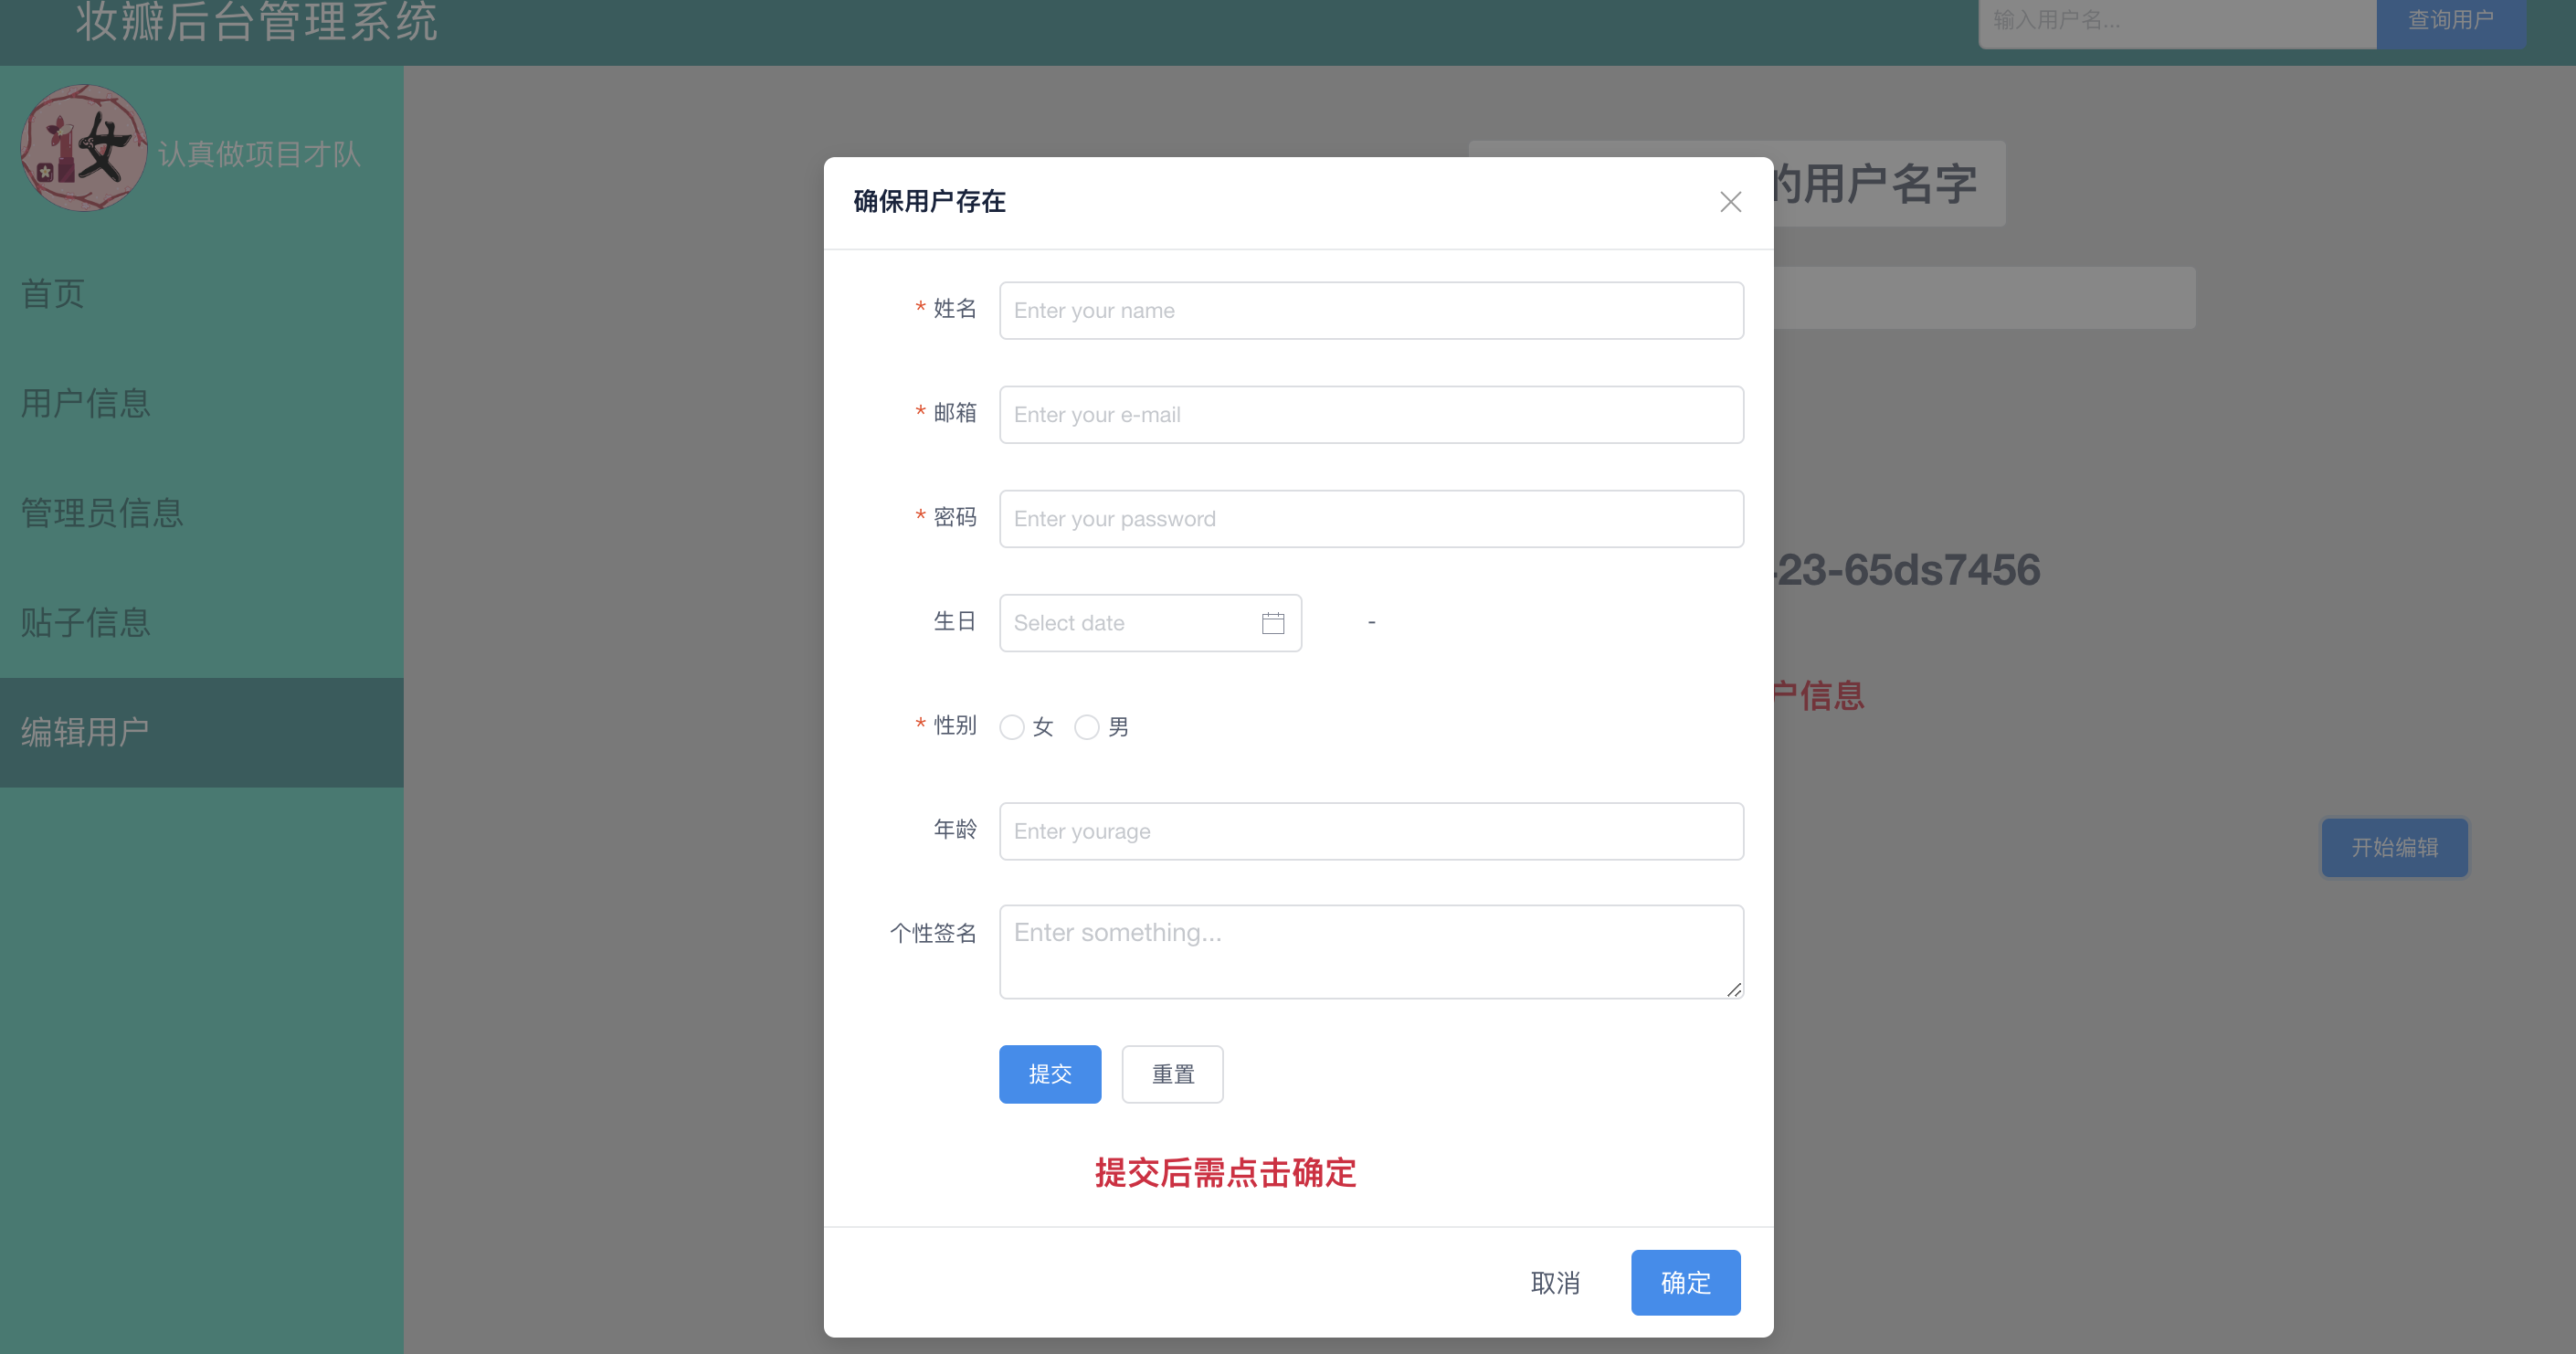 妆瓣后台管理系统
输入用户名...
查询用户
认真做项目才队
首页
用户信息
管理员信息
贴子信息
编辑用户
的用户名字
23-65ds7456
户信息
开始编辑
确保用户存在
* 姓名
Enter your name
* 邮箱
Enter your e-mail
* 密码
Enter your password
生日
Select date
-
* 性别
女
男
年龄
Enter yourage
个性签名
Enter something...
提交
重置
提交后需点击确定
取消
确定